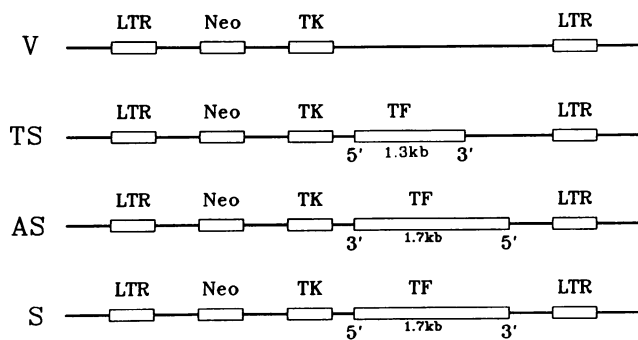 LTR Neo TK LTR
V
LTR Neo TK TF LTR
TS
5′ 1.3kb 3′
LTR Neo TK TF LTR
AS
3′ 1.7kb 5′
LTR Neo TK TF LTR
S
5′ 1.7kb 3′